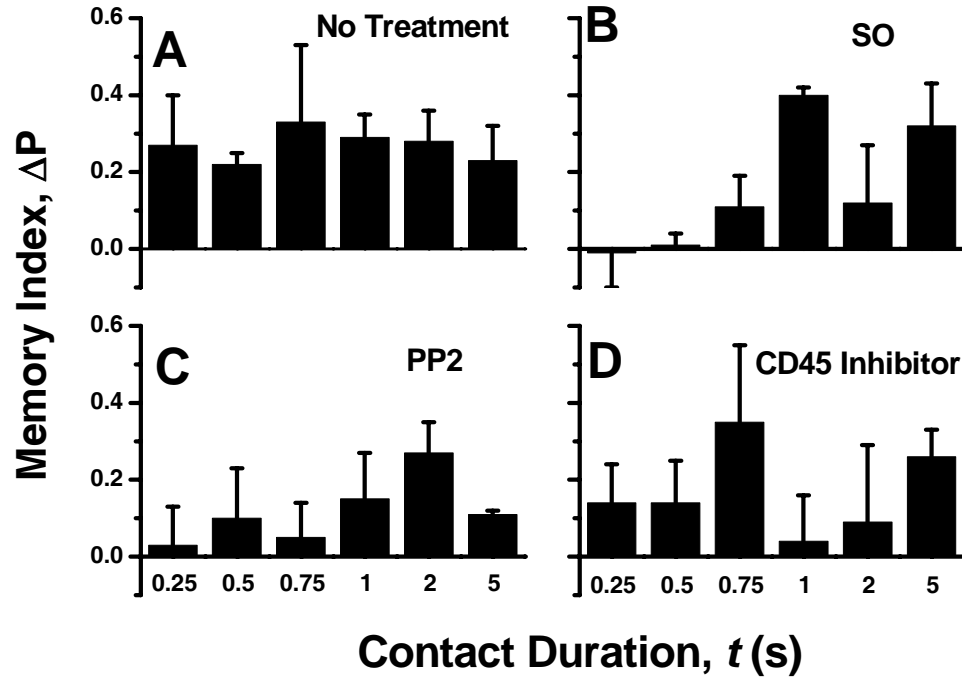 A
No Treatment
B
SO
0.6
0.4
0.2
0.0
C
PP2
D
CD45 Inhibitor
0.6
0.4
0.2
0.0
0.25 0.5 0.75 1 2 5
0.25 0.5 0.75 1 2 5
Memory Index, ΔP
Contact Duration, t (s)